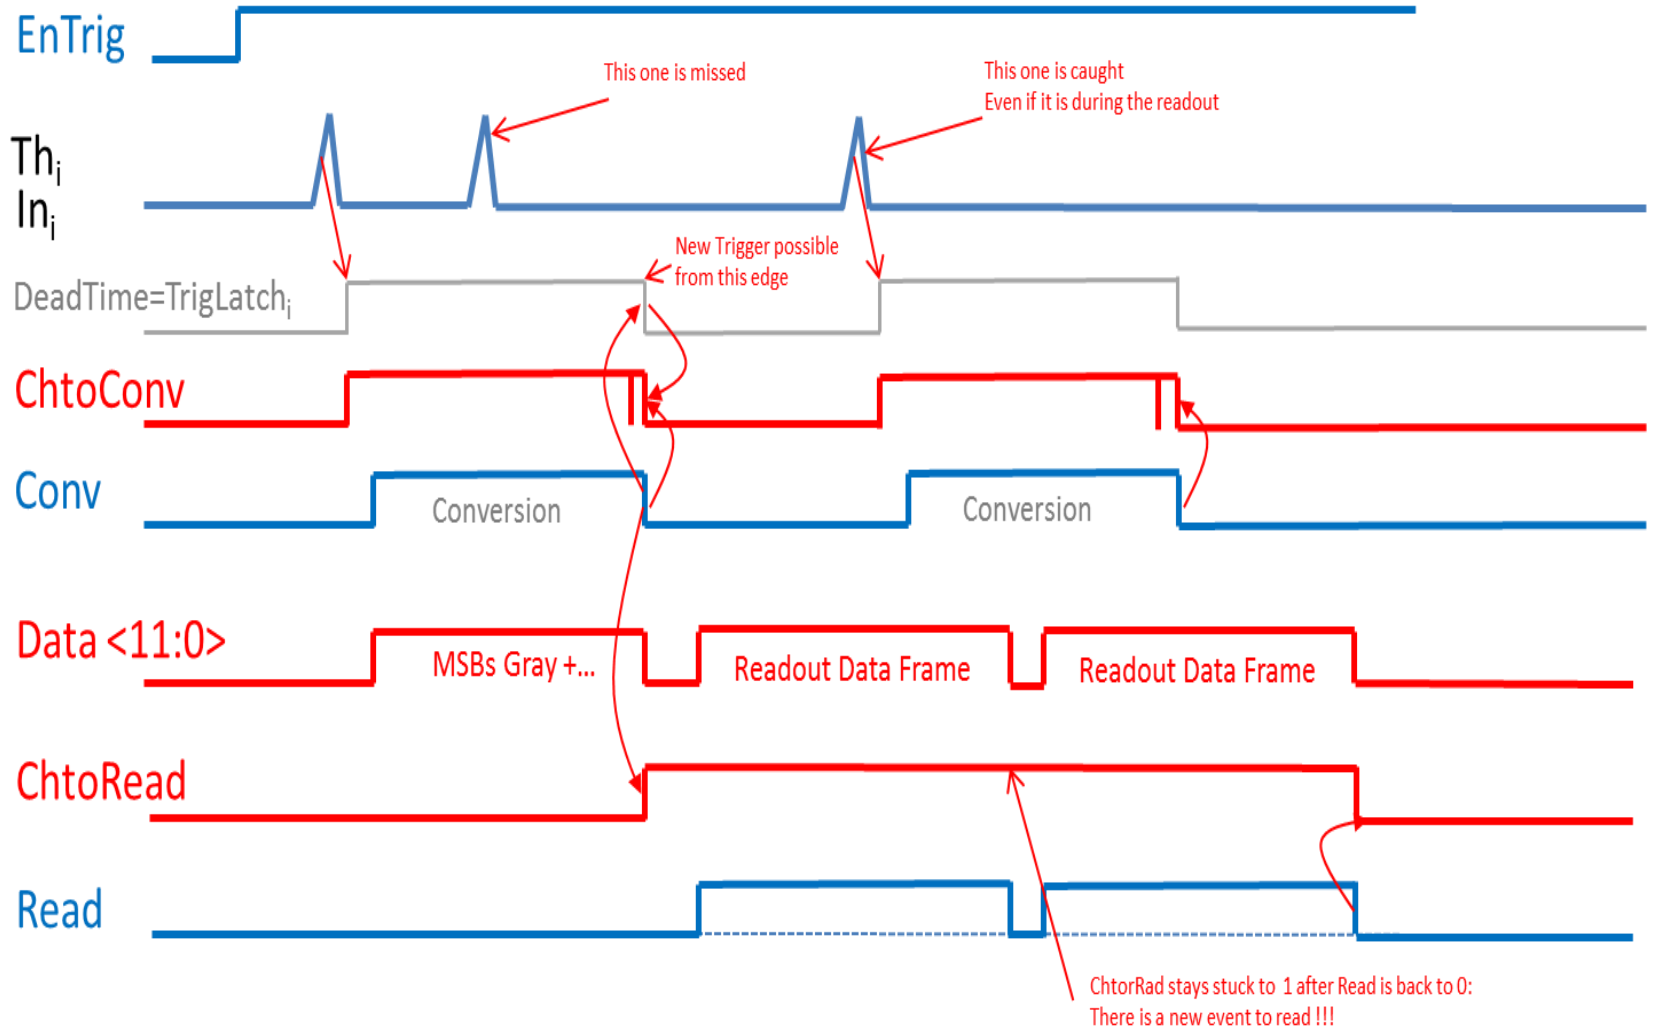 EnTrig
This one is missed
This one is caught
Even if it is during the readout
Thi
Ini
New Trigger possible
from this edge
DeadTime=TrigLatchi
ChtoConv
Conv
Conversion
Conversion
Data <11:0>
MSBs Gray +...
Readout Data Frame
Readout Data Frame
ChtoRead
Read
ChtorRad stays stuck to 1 after Read is back to 0:
There is a new event to read !!!